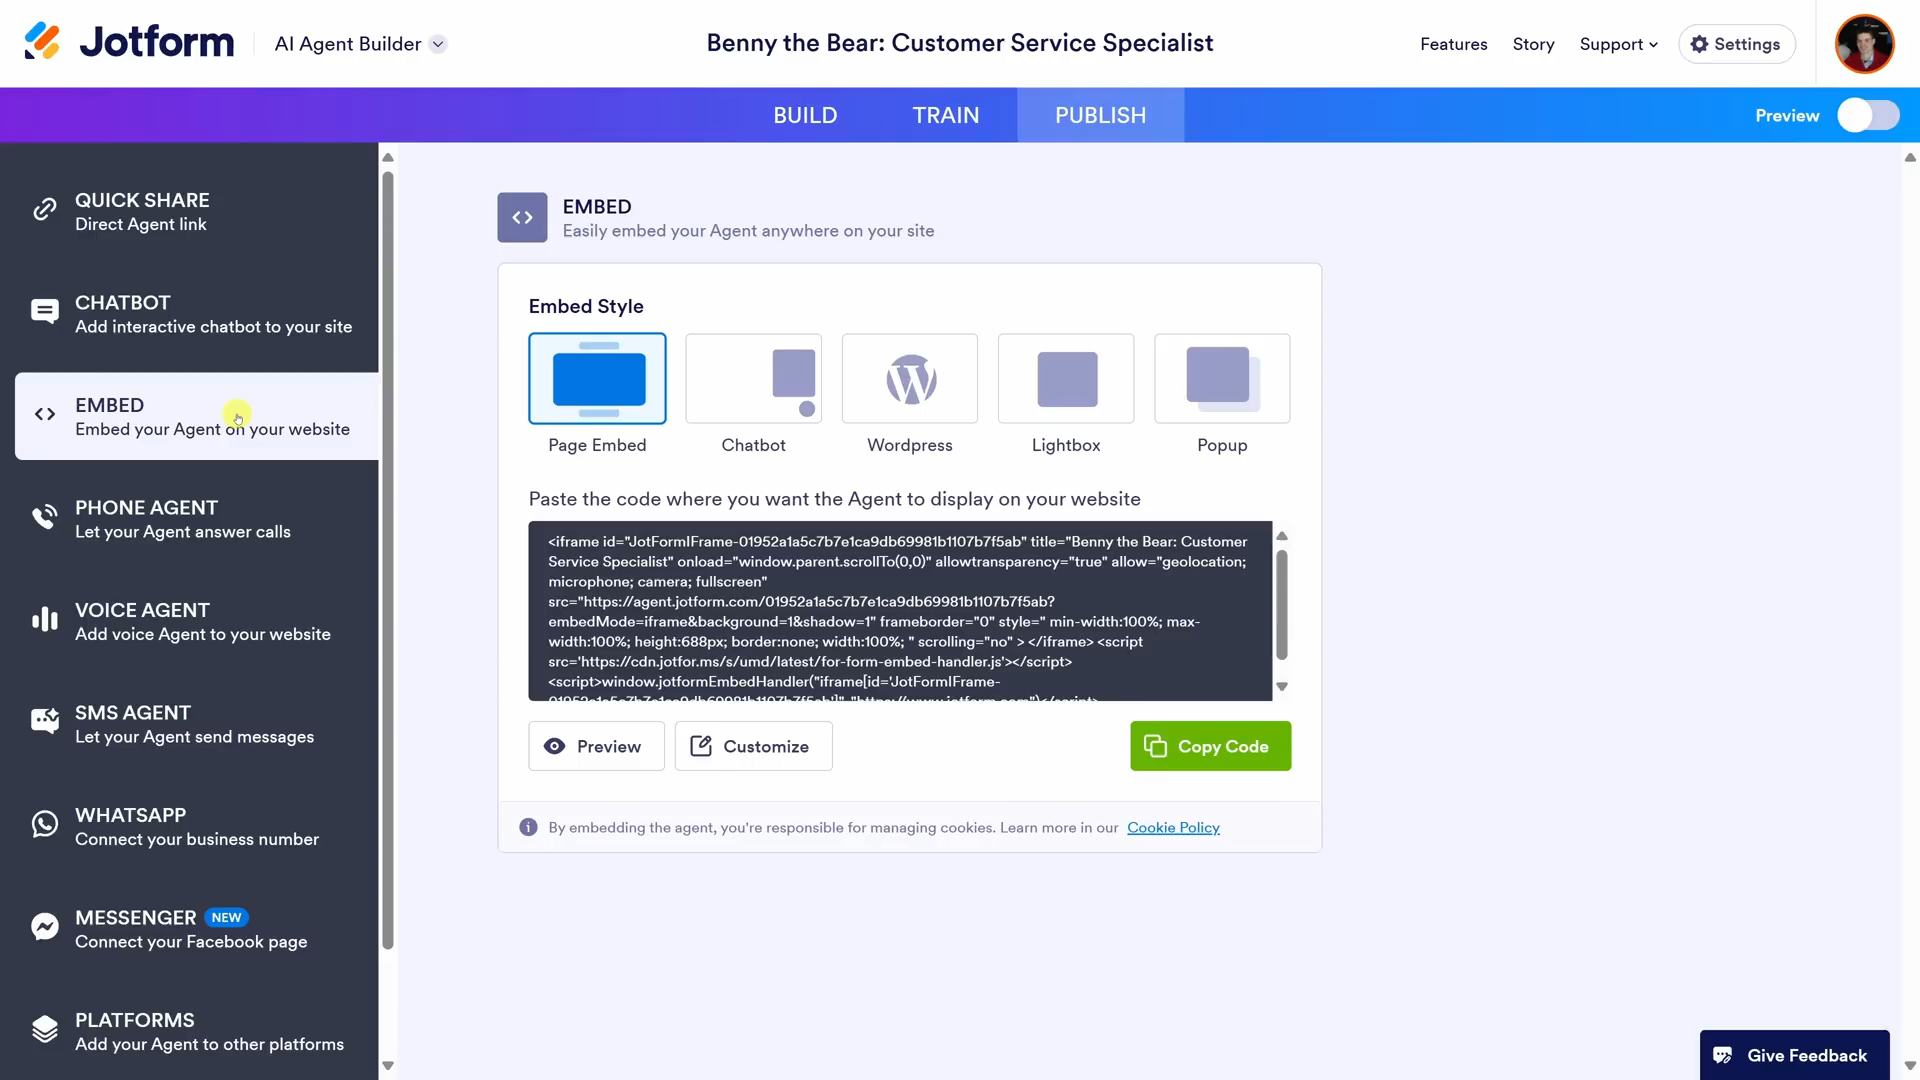 Jotform
AI Agent Builder
Benny the Bear: Customer Service Specialist
Features
Story
Support
Settings
BUILD
TRAIN
PUBLISH
Preview
QUICK SHARE
Direct Agent link
CHATBOT
Add interactive chatbot to your site
EMBED
Embed your Agent on your website
PHONE AGENT
Let your Agent answer calls
VOICE AGENT
Add voice Agent to your website
SMS AGENT
Let your Agent send messages
WHATSAPP
Connect your business number
MESSENGER NEW
Connect your Facebook page
PLATFORMS
Add your Agent to other platforms
EMBED
Easily embed your Agent anywhere on your site
Embed Style
Page Embed
Chatbot
Wordpress
Lightbox
Popup
Paste the code where you want the Agent to display on your website
<iframe id="JotFormIFrame-01952a1a5c7b7e1ca9db69981b1107b7f5ab" title="Benny the Bear: Customer
Service Specialist" onload="window.parent.scrollTo(0,0)" allowtransparency="true" allow="geolocation;
microphone; camera; fullscreen"
src="https://agent.jotform.com/01952a1a5c7b7e1ca9db69981b1107b7f5ab?
embedMode=iframe&background=1&shadow=1" frameborder="0" style=" min-width:100%; max-
width:100%; height:688px; border:none; width:100%; " scrolling="no" > </iframe> <script
src='https://cdn.jotfor.ms/s/umd/latest/for-form-embed-handler.js'></script>
<script>window.jotformEmbedHandler("iframe[id='JotFormIFrame-
01952a1a5c7b7e1ca9db69981b1107b7f5ab']", "https://www.jotform.com")</script>
Preview
Customize
Copy Code
By embedding the agent, you're responsible for managing cookies. Learn more in our Cookie Policy
Give Feedback